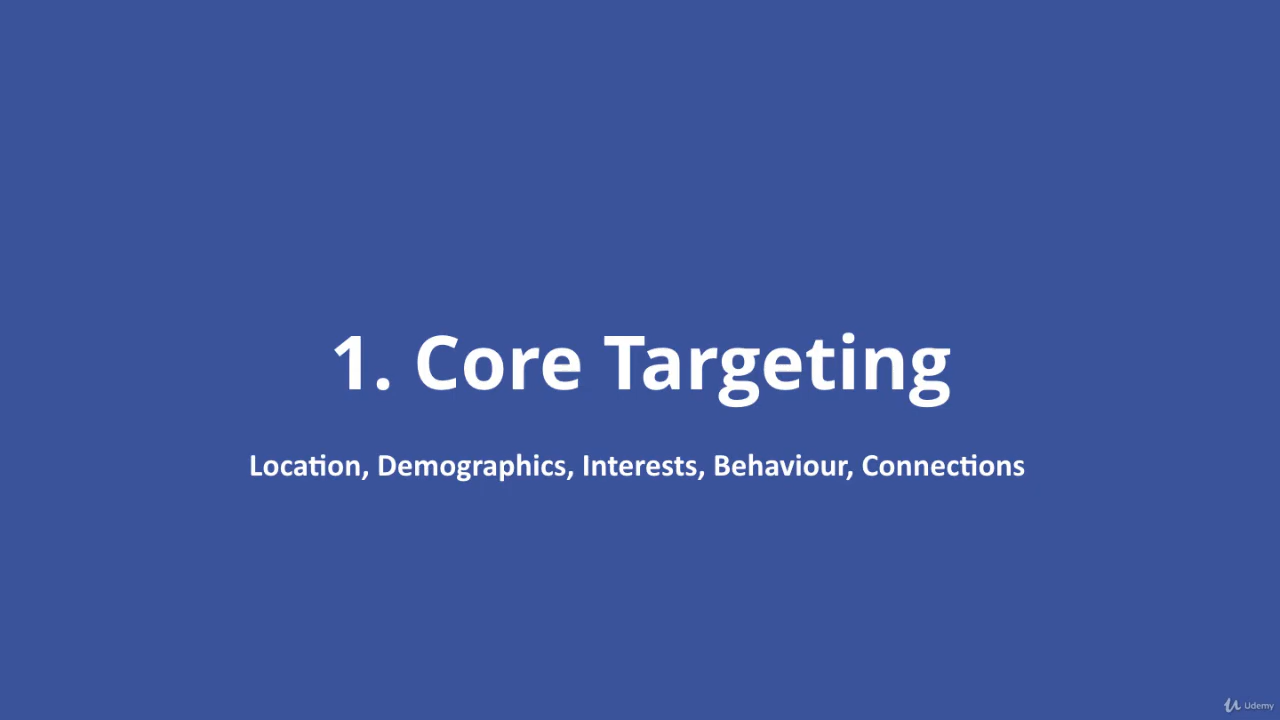 1. Core Targeting
Location, Demographics, Interests, Behaviour, Connections
Udemy